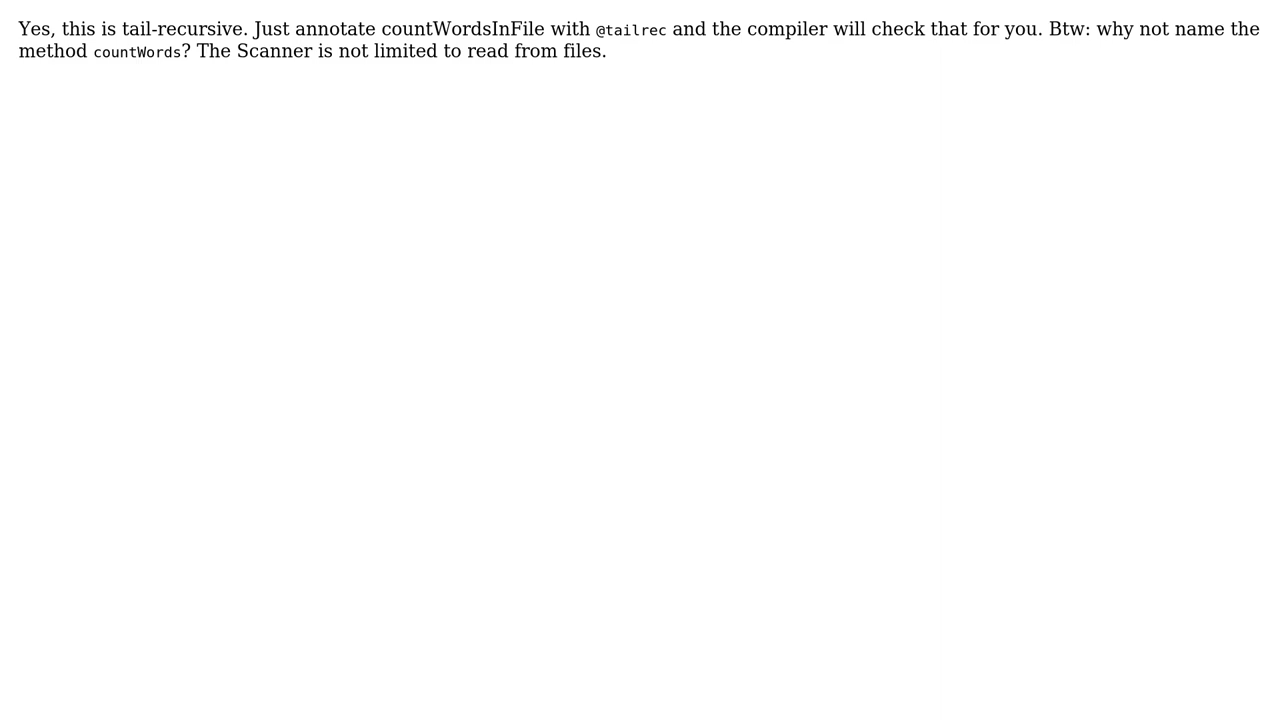 Yes, this is tail-recursive. Just annotate countWordsInFile with @tailrec and the compiler will check that for you. Btw: why not name the
method countWords? The Scanner is not limited to read from files.